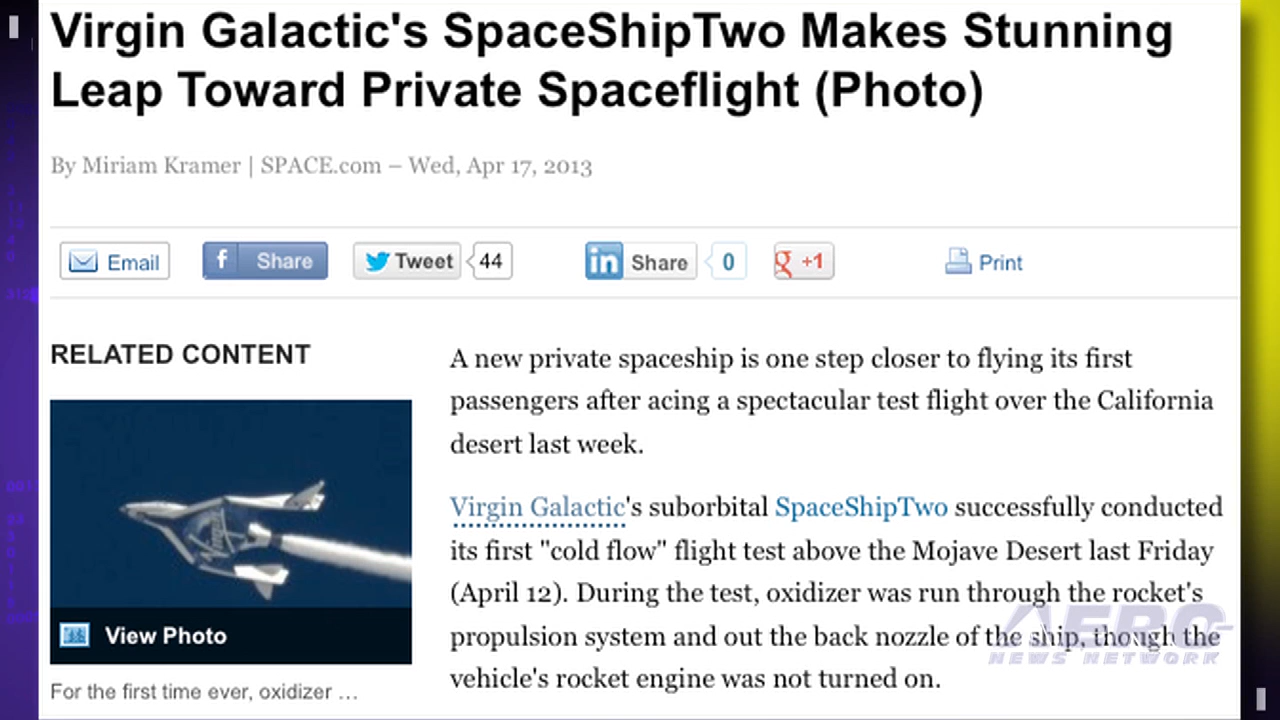 Virgin Galactic's SpaceShipTwo Makes Stunning
Leap Toward Private Spaceflight (Photo)
By Miriam Kramer | SPACE.com – Wed, Apr 17, 2013
Email
Share
Tweet
44
in Share
0
g +1
Print
RELATED CONTENT
Virgin
View Photo
For the first time ever, oxidizer ...
A new private spaceship is one step closer to flying its first
passengers after acing a spectacular test flight over the California
desert last week.
Virgin Galactic's suborbital SpaceShipTwo successfully conducted
its first "cold flow" flight test above the Mojave Desert last Friday
(April 12). During the test, oxidizer was run through the rocket's
propulsion system and out the back nozzle of the ship, though the
vehicle's rocket engine was not turned on.
AERO
NEWS NETWORK